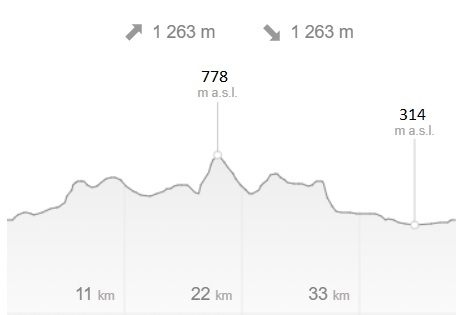 1 263 m 1 263 m
778
m a.s.l.
314
m a.s.l.
11 km 22 km 33 km